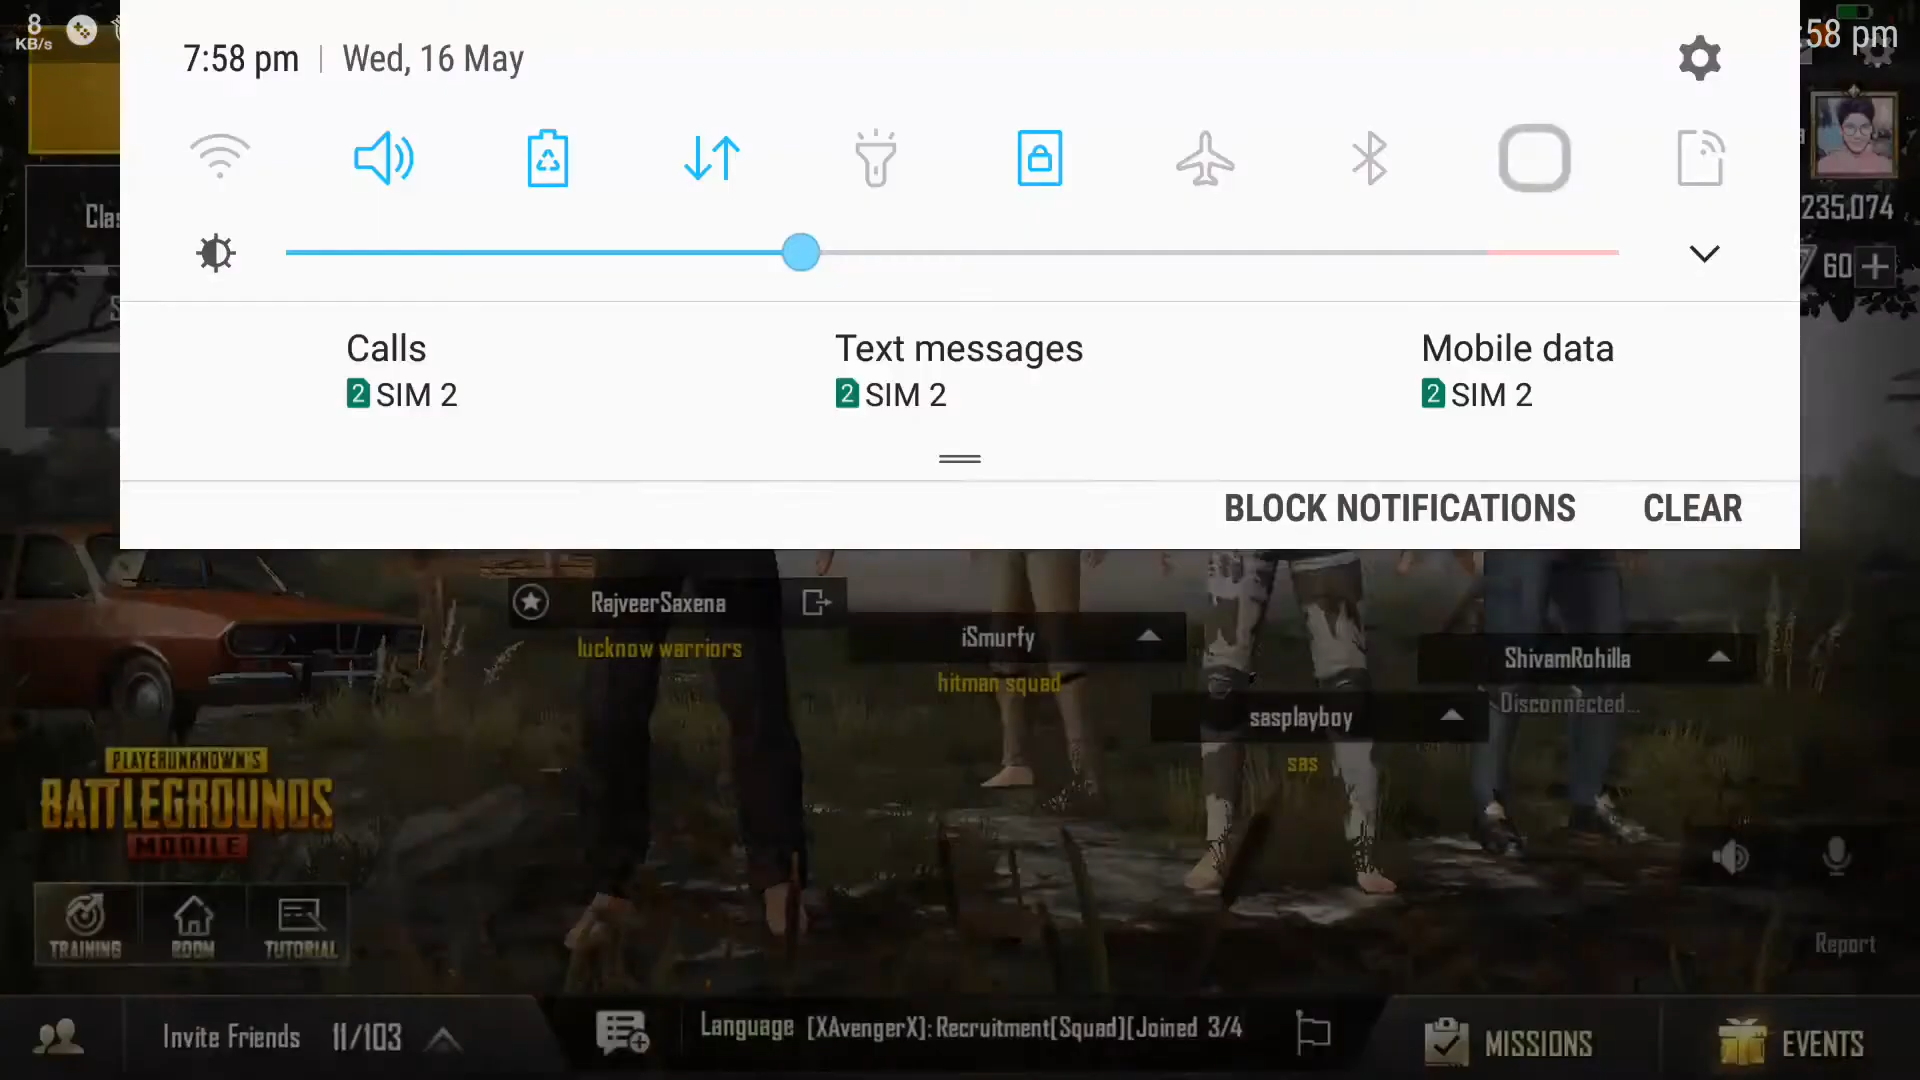 8
KB/s
:58 pm
7:58 pm | Wed, 16 May
235,074
Clas
60
Calls
2 SIM 2
Text messages
2 SIM 2
Mobile data
2 SIM 2
BLOCK NOTIFICATIONS CLEAR
RajveerSaxena
lucknow warriors
iSmurfy
hitman squad
sasplayboy
sas
ShivamRohilla
Disconnected...
PLAYERUNKNOWN'S
BATTLEGROUNDS
MOBILE
TRAINING
ROOM
TUTORIAL
Report
Invite Friends 11/103
Language [XAvengerX]: Recruitment[Squad][Joined 3/4
MISSIONS
EVENTS